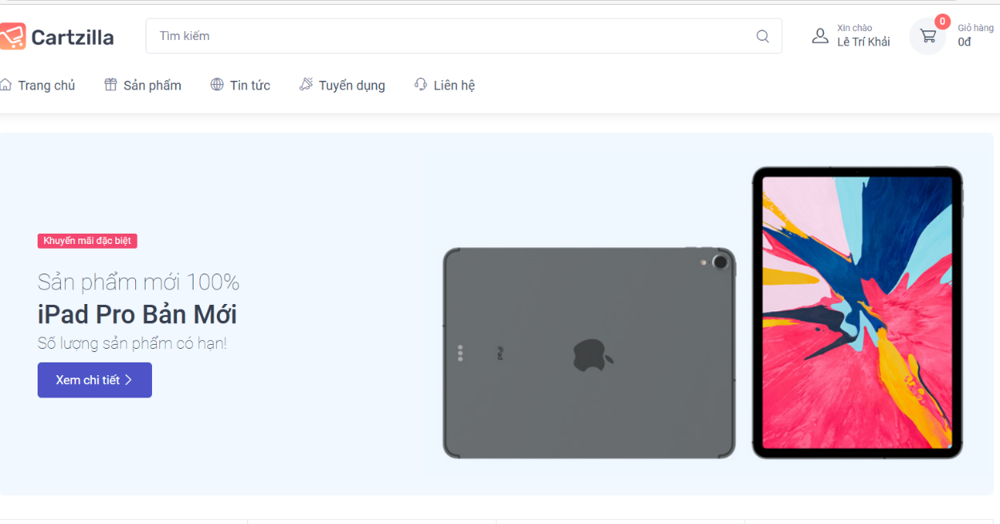 Cartzilla
Tìm kiếm
Xin chào
Lê Trí Khải
0
Giỏ hàng
0đ
Trang chủ
Sản phẩm
Tin tức
Tuyển dụng
Liên hệ
Khuyến mãi đặc biệt
Sản phẩm mới 100%
iPad Pro Bản Mới
Số lượng sản phẩm có hạn!
Xem chi tiết
iPad